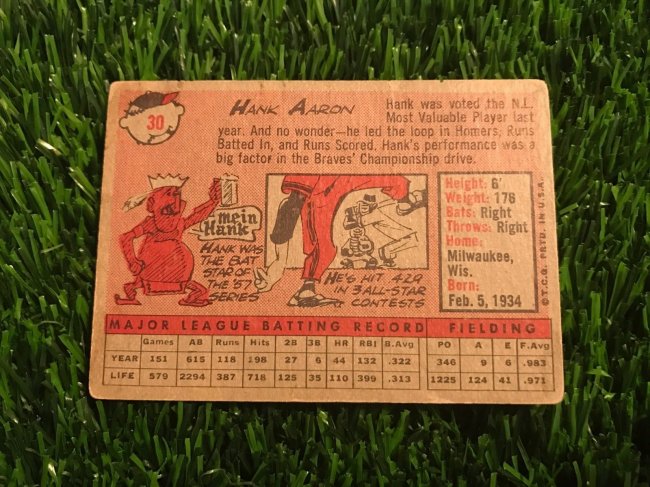 30
HANK AARON
Hank was voted the N.L.
Most Valuable Player last
year. And no wonder—he led the loop in Homers, Runs
Batted In, and Runs Scored. Hank's performance was a
big factor in the Braves' Championship drive.
mein
HANK
HANK WAS
THE BAT
STAR OF
THE '57
SERIES
HE'S HIT .429
IN 3 ALL-STAR
CONTESTS
Height: 6'
Weight: 176
Bats: Right
Throws: Right
Home:
Milwaukee,
Wis.
Born:
Feb. 5, 1934
©T.C.G. PRTD. IN U.S.A.
MAJOR LEAGUE BATTING RECORD FIELDING
Games AB Runs Hits 2B 3B HR RBI B.Avg PO A E F.Avg
YEAR 151 615 118 198 27 6 44 132 .322 346 9 6 .983
LIFE 579 2294 387 718 125 35 110 399 .313 1225 124 41 .971